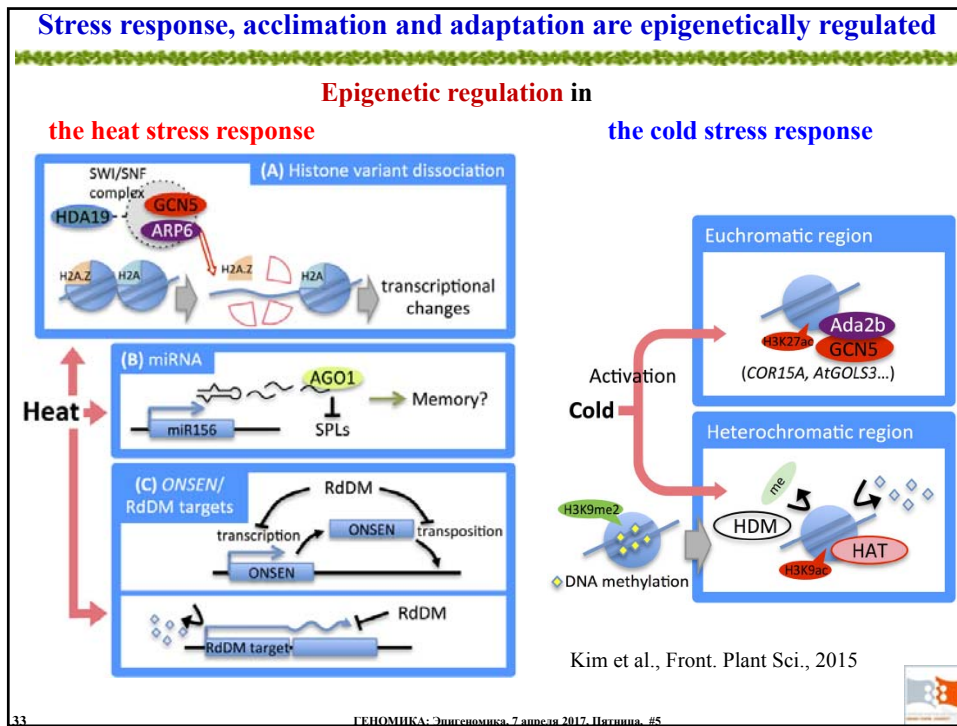 Stress response, acclimation and adaptation are epigenetically regulated
Epigenetic regulation in
the heat stress response
the cold stress response
(A) Histone variant dissociation
SWI/SNF
complex
GCN5
HDA19
ARP6
H2A.Z
H2A
H2A.Z
H2A
transcriptional
changes
Heat
(B) miRNA
AGO1
Memory?
miR156
SPLs
(C) ONSEN/
RdDM targets
RdDM
transcription
ONSEN
transposition
ONSEN
RdDM
RdDM target
Euchromatic region
Ada2b
H3K27ac
GCN5
(COR15A, AtGOLS3...)
Activation
Cold
Heterochromatic region
me
H3K9me2
HDM
HAT
H3K9ac
DNA methylation
Kim et al., Front. Plant Sci., 2015
33
ГЕНОМИКА: Эпигеномика, 7 апреля 2017, Пятница, #5